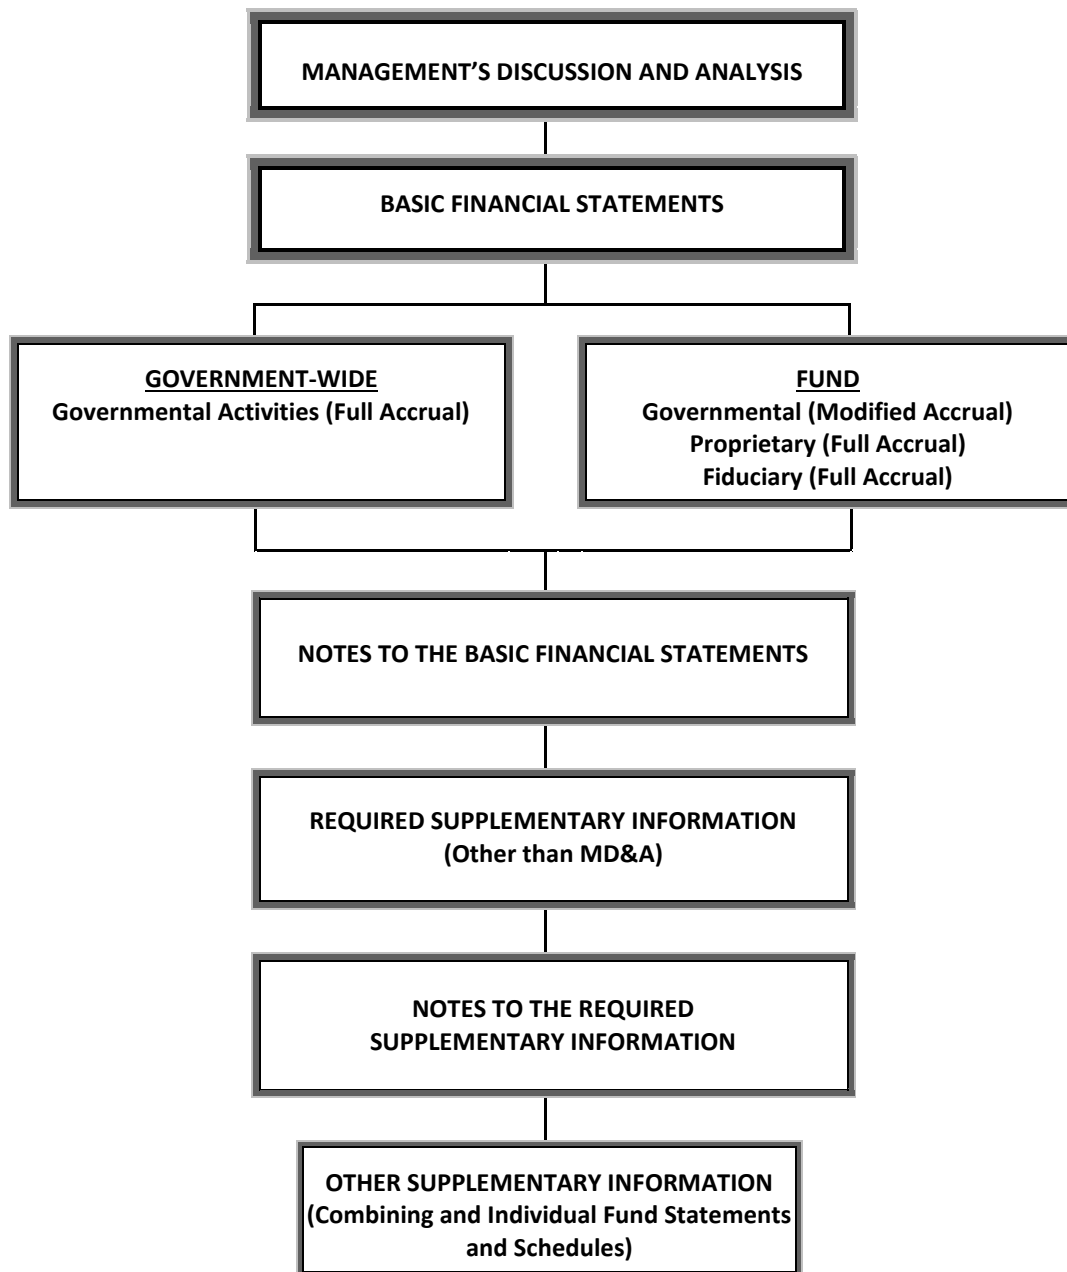 MANAGEMENT’S DISCUSSION AND ANALYSIS
BASIC FINANCIAL STATEMENTS
GOVERNMENT-WIDE
Governmental Activities (Full Accrual)
FUND
Governmental (Modified Accrual)
Proprietary (Full Accrual)
Fiduciary (Full Accrual)
NOTES TO THE BASIC FINANCIAL STATEMENTS
REQUIRED SUPPLEMENTARY INFORMATION
(Other than MD&A)
NOTES TO THE REQUIRED
SUPPLEMENTARY INFORMATION
OTHER SUPPLEMENTARY INFORMATION
(Combining and Individual Fund Statements
and Schedules)